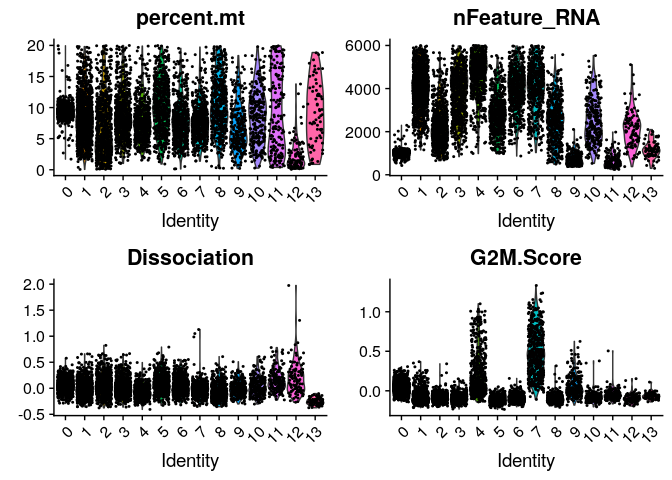 percent.mt
20
15
10
5
0
0 1 2 3 4 5 6 7 8 9 10 11 12 13
Identity
nFeature_RNA
6000
4000
2000
0
0 1 2 3 4 5 6 7 8 9 10 11 12 13
Identity
Dissociation
2.0
1.5
1.0
0.5
0.0
-0.5
0 1 2 3 4 5 6 7 8 9 10 11 12 13
Identity
G2M.Score
1.0
0.5
0.0
0 1 2 3 4 5 6 7 8 9 10 11 12 13
Identity